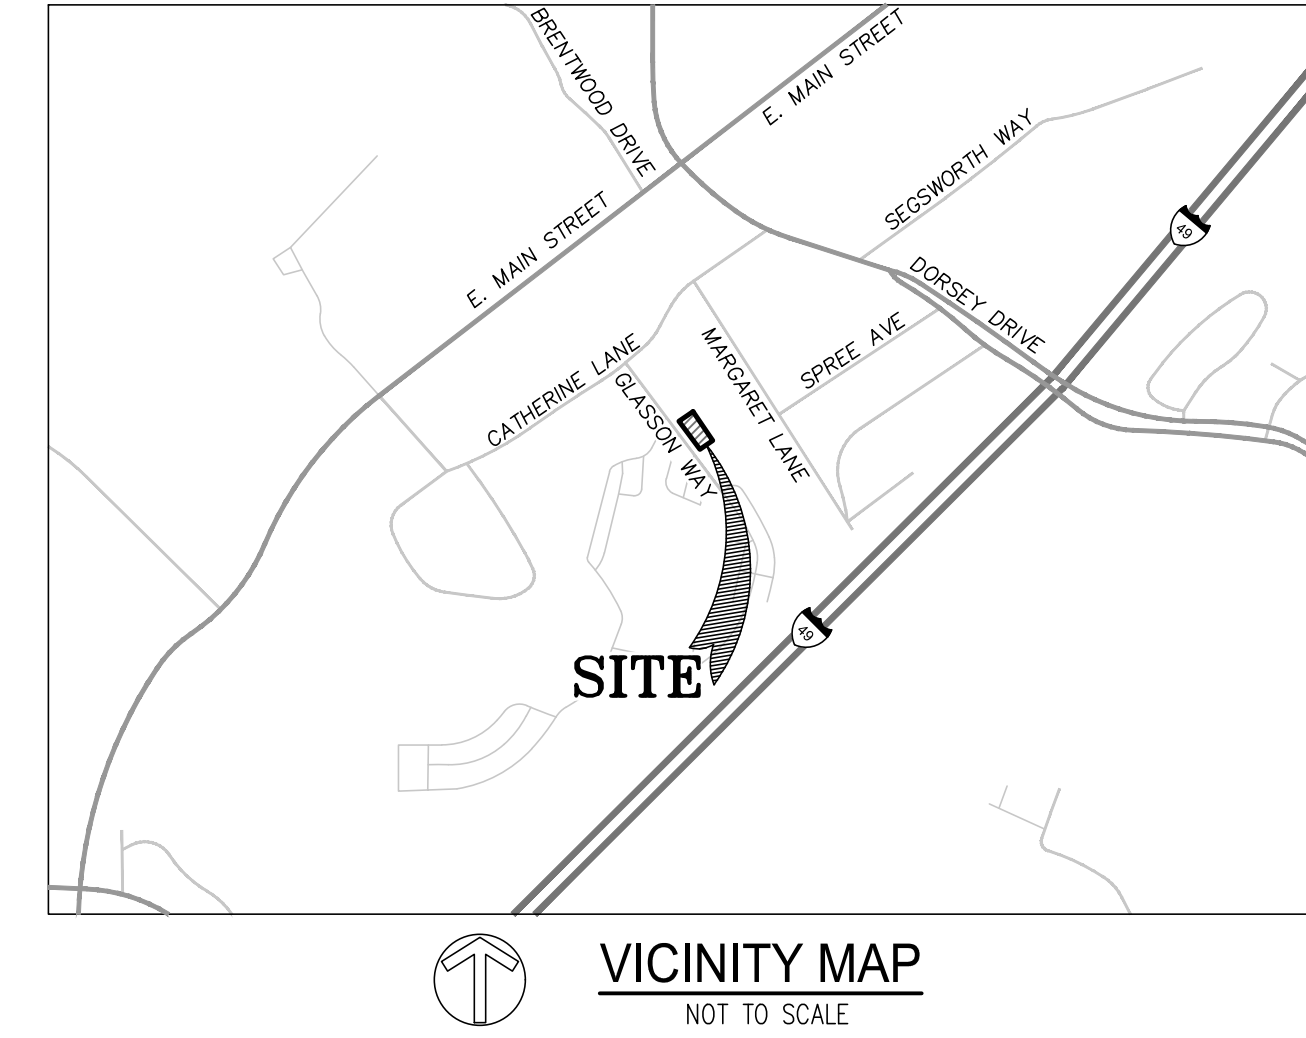 BRENTWOOD DRIVE
E. MAIN STREET
SEGSWORTH WAY
E. MAIN STREET
49
DORSEY DRIVE
SPREE AVE
MARGARET LANE
CATHERINE LANE
GLASSON WAY
49
SITE
VICINITY MAP
NOT TO SCALE